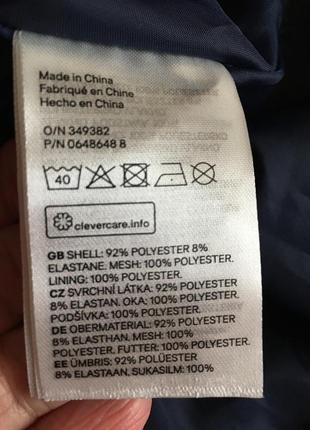 Made in China
Fabriqué en Chine
Hecho en China
O/N 349382
P/N 0648648 8
40
clevercare.info
GB SHELL: 92% POLYESTER 8%
ELASTANE. MESH: 100% POLYESTER.
LINING: 100% POLYESTER
CZ SVRCHNÍ LÁTKA: 92% POLYESTER
8% ELASTAN. OKA: 100% POLYESTER.
PODŠÍVKA: 100% POLYESTER
DE OBERMATERIAL: 92% POLYESTER
8% ELASTHAN. MESH: 100%
POLYESTER. FUTTER: 100% POLYESTER
EE ÜMBRIS: 92% POLÜESTER
8% ELASTAAN, SUKASILM: 100%